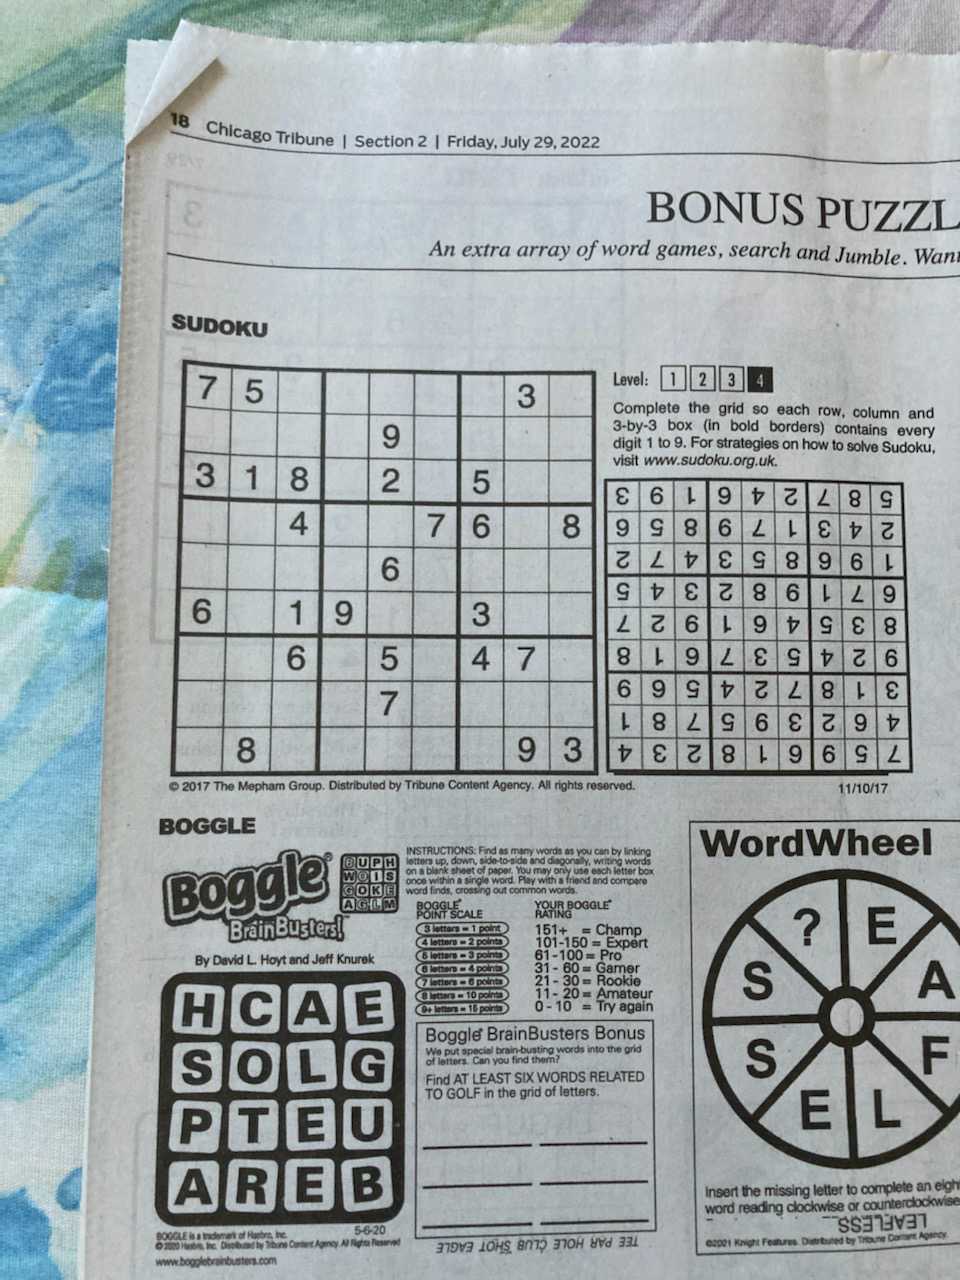 18 Chicago Tribune | Section 2 | Friday, July 29, 2022
BONUS PUZZL
An extra array of word games, search and Jumble. Want
SUDOKU
7 5 3
9
3 1 8 2 5
4 7 6 8
6
6 1 9 3
6 5 4 7
7
8 9 3
Level: 1 2 3 4
Complete the grid so each row, column and
3-by-3 box (in bold borders) contains every
digit 1 to 9. For strategies on how to solve Sudoku,
visit www.sudoku.org.uk.
7 5 9 6 1 8 2 3 4
4 6 2 3 9 5 7 8 1
3 1 8 7 2 4 5 6 9
9 2 4 5 3 7 6 1 8
8 3 5 4 6 1 9 2 7
6 7 1 9 8 2 3 4 5
1 9 6 8 5 3 4 7 2
2 4 3 1 7 9 8 5 6
5 8 7 2 4 6 1 9 3
© 2017 The Mepham Group. Distributed by Tribune Content Agency. All rights reserved.
11/10/17
BOGGLE
Boggle®
BrainBusters!™
D U P H
W O I S
G O K E
A G L M
By David L. Hoyt and Jeff Knurek
H C A E
S O L G
P T E U
A R E B
INSTRUCTIONS: Find as many words as you can by linking
letters up, down, side-to-side and diagonally, writing words
on a blank sheet of paper. You may only use each letter box
once within a single word. Play with a friend and compare
word finds, crossing out common words.
BOGGLE®
POINT SCALE
3 letters = 1 point
4 letters = 2 points
5 letters = 3 points
6 letters = 4 points
7 letters = 6 points
8 letters = 10 points
9+ letters = 15 points
YOUR BOGGLE®
RATING
151+ = Champ
101-150 = Expert
61-100 = Pro
31 - 60 = Gamer
21 - 30 = Rookie
11 - 20 = Amateur
0 - 10 = Try again
Boggle® BrainBusters Bonus
We put special brain-busting words into the grid
of letters. Can you find them?
Find AT LEAST SIX WORDS RELATED
TO GOLF in the grid of letters.
TEE PAR HOLE CLUB SHOT EAGLE
BOGGLE is a trademark of Hasbro, Inc. 5-6-20
© 2020 Hasbro, Inc. Distributed by Tribune Content Agency. All Rights Reserved
www.bogglebrainbusters.com
WordWheel
? E
S A
S F
E L
Insert the missing letter to complete an eigh
word reading clockwise or counterclockwise
LEAFLESS
©2021 Knight Features. Distributed by Tribune Content Agency.